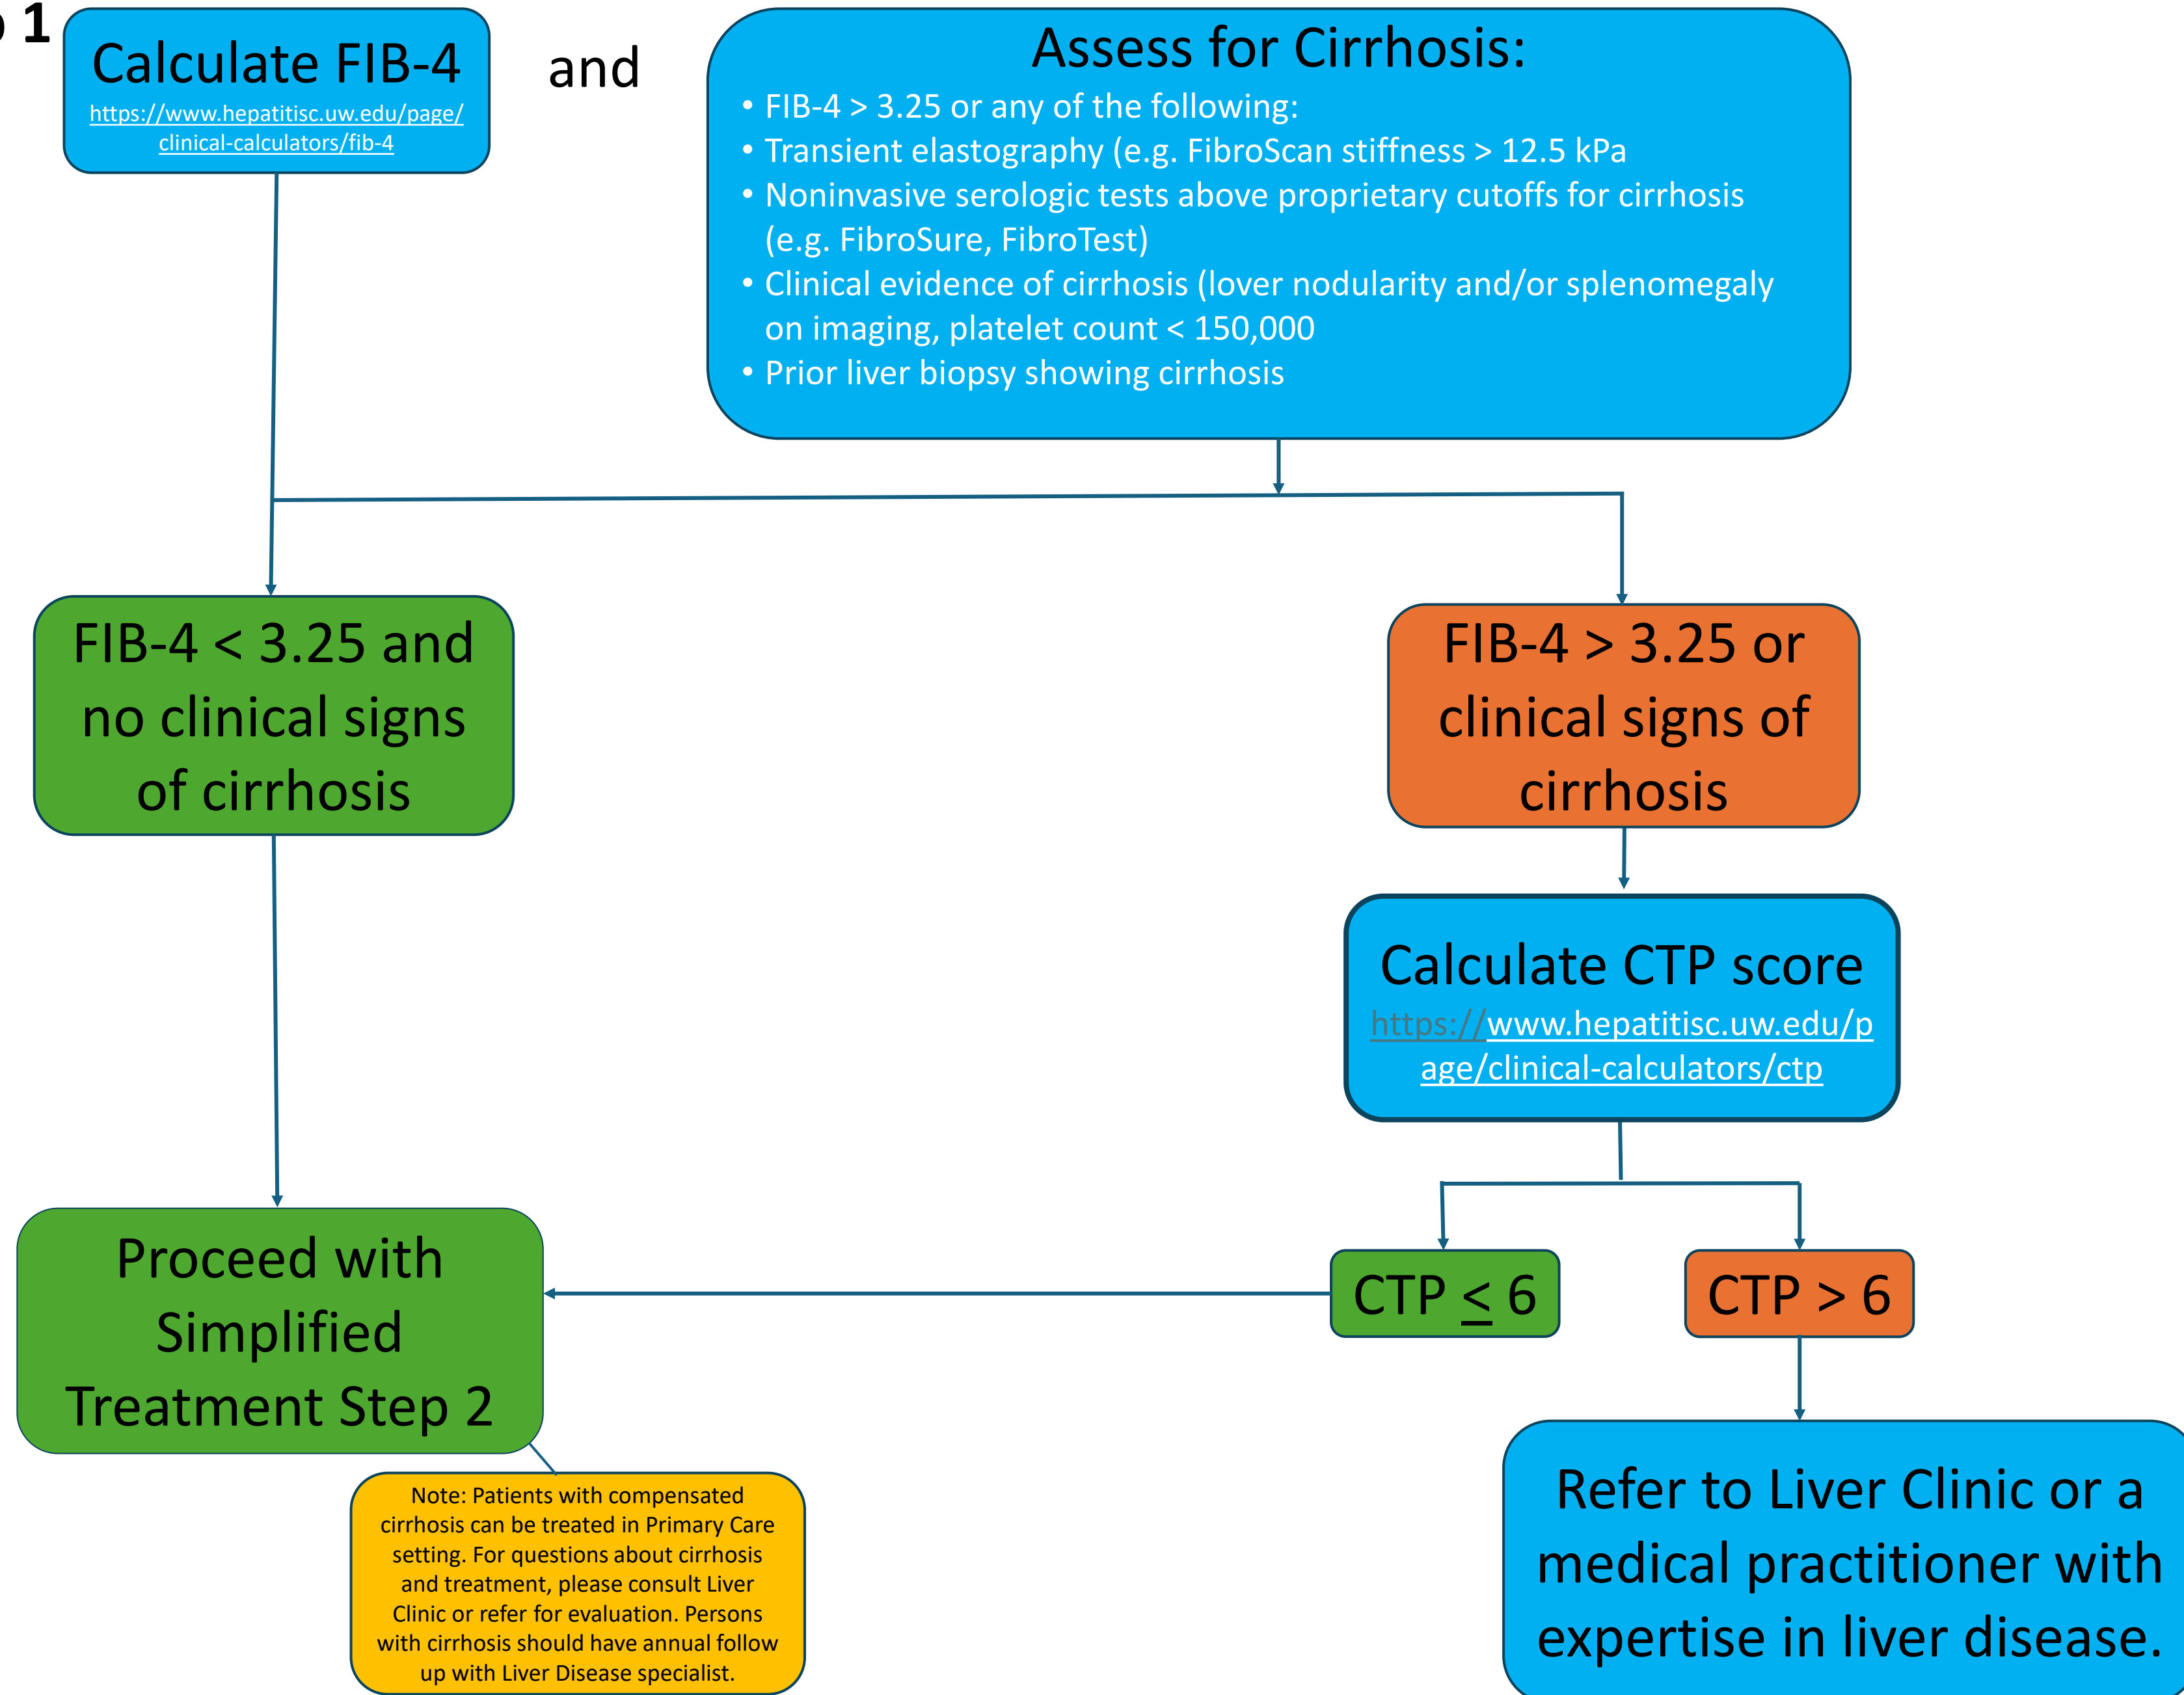 1
Calculate FIB-4
https://www.hepatitisc.uw.edu/page/
clinical-calculators/fib-4
and
Assess for Cirrhosis:
• FIB-4 > 3.25 or any of the following:
• Transient elastography (e.g. FibroScan stiffness > 12.5 kPa
• Noninvasive serologic tests above proprietary cutoffs for cirrhosis
(e.g. FibroSure, FibroTest)
• Clinical evidence of cirrhosis (lover nodularity and/or splenomegaly
on imaging, platelet count < 150,000
• Prior liver biopsy showing cirrhosis
FIB-4 < 3.25 and
no clinical signs
of cirrhosis
FIB-4 > 3.25 or
clinical signs of
cirrhosis
Calculate CTP score
https://www.hepatitisc.uw.edu/p
age/clinical-calculators/ctp
CTP ≤ 6
CTP > 6
Proceed with
Simplified
Treatment Step 2
Note: Patients with compensated
cirrhosis can be treated in Primary Care
setting. For questions about cirrhosis
and treatment, please consult Liver
Clinic or refer for evaluation. Persons
with cirrhosis should have annual follow
up with Liver Disease specialist.
Refer to Liver Clinic or a
medical practitioner with
expertise in liver disease.